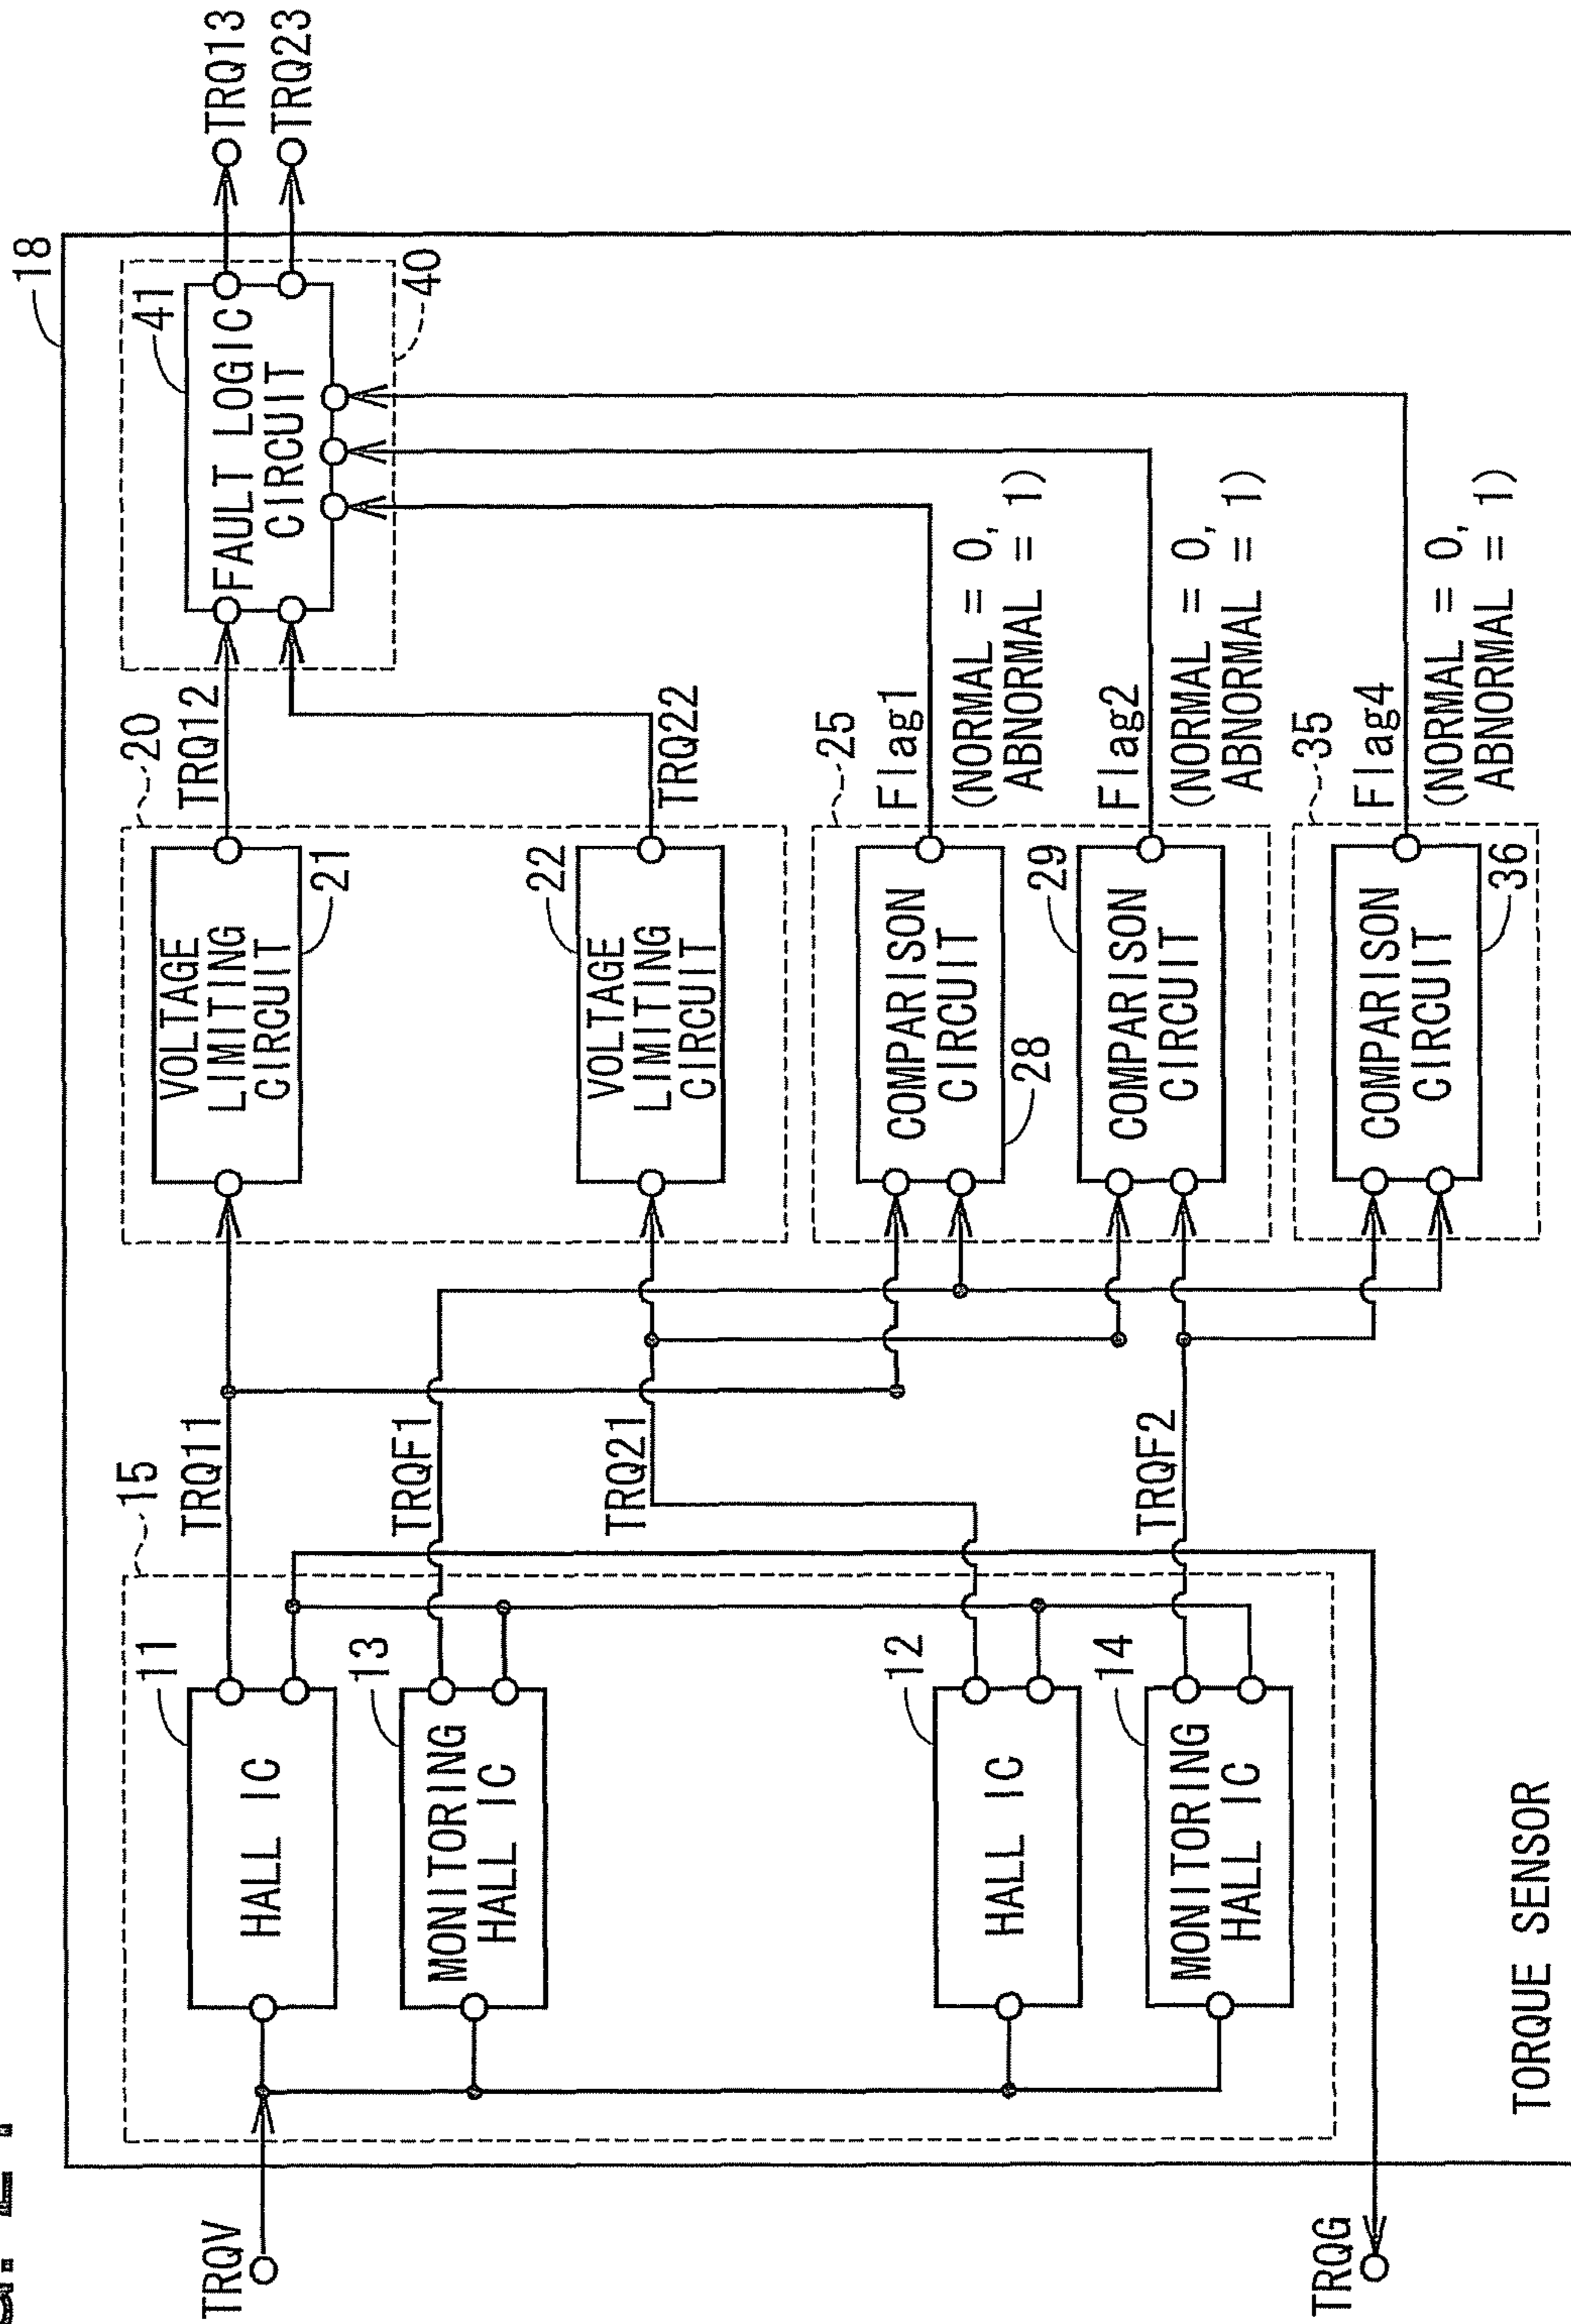 18
TRQV
TRQG
15
11
HALL IC
13
MONITORING
HALL IC
12
HALL IC
14
MONITORING
HALL IC
TRQ11
TRQF1
TRQ21
TRQF2
20
VOLTAGE
LIMITING
CIRCUIT
21
22
VOLTAGE
LIMITING
CIRCUIT
25
COMPARISON
CIRCUIT
28
29
COMPARISON
CIRCUIT
35
COMPARISON
CIRCUIT
36
TRQ12
TRQ22
Flag1
(NORMAL = 0,
ABNORMAL = 1)
Flag2
(NORMAL = 0,
ABNORMAL = 1)
Flag4
(NORMAL = 0,
ABNORMAL = 1)
41
FAULT LOGIC
CIRCUIT
40
TRQ13
TRQ23
TORQUE SENSOR